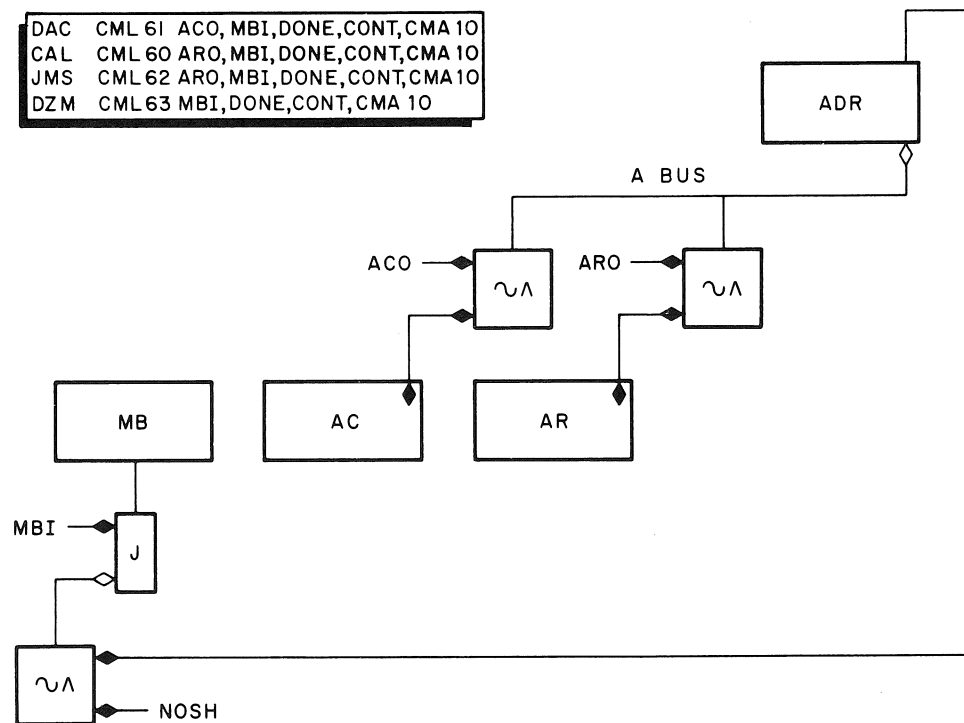 DAC CML 61 ACO, MBI, DONE, CONT, CMA 10
CAL CML 60 ARO, MBI, DONE, CONT, CMA 10
JMS CML 62 ARO, MBI, DONE, CONT, CMA 10
DZM CML 63 MBI, DONE, CONT, CMA 10
ADR
A BUS
ACO
∿∧
ARO
∿∧
MB
AC
AR
MBI
J
∿∧
NOSH